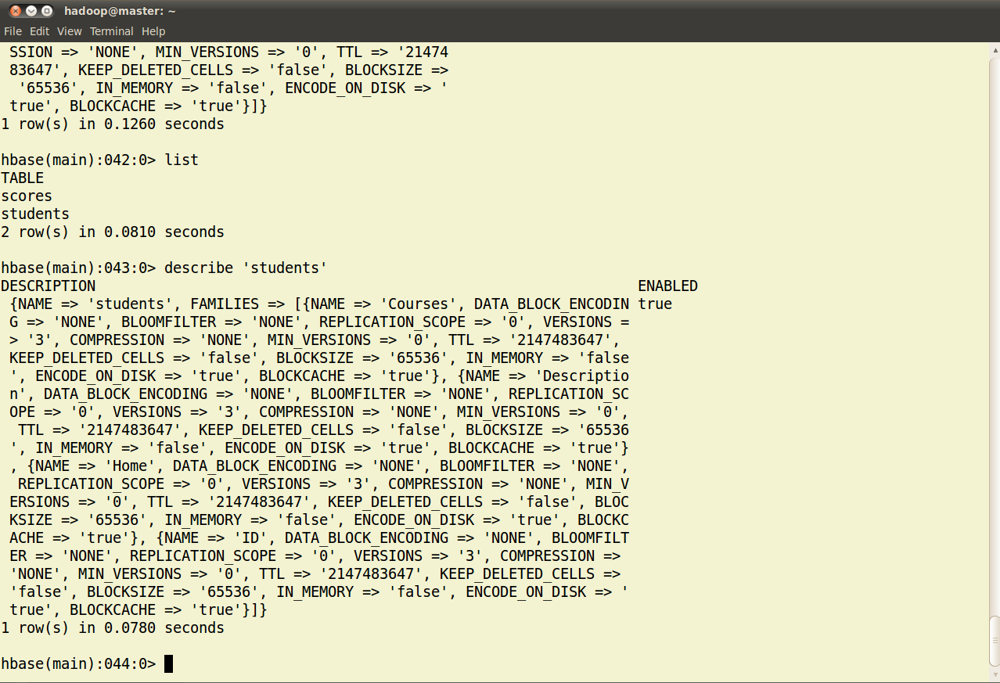 hadoop@master: ~
File Edit View Terminal Help
SSION => 'NONE', MIN_VERSIONS => '0', TTL => '21474
83647', KEEP_DELETED_CELLS => 'false', BLOCKSIZE =>
'65536', IN_MEMORY => 'false', ENCODE_ON_DISK => '
true', BLOCKCACHE => 'true'}]}
1 row(s) in 0.1260 seconds
hbase(main):042:0> list
TABLE
scores
students
2 row(s) in 0.0810 seconds
hbase(main):043:0> describe 'students'
DESCRIPTION ENABLED
{NAME => 'students', FAMILIES => [{NAME => 'Courses', DATA_BLOCK_ENCODIN true
G => 'NONE', BLOOMFILTER => 'NONE', REPLICATION_SCOPE => '0', VERSIONS =
> '3', COMPRESSION => 'NONE', MIN_VERSIONS => '0', TTL => '2147483647',
KEEP_DELETED_CELLS => 'false', BLOCKSIZE => '65536', IN_MEMORY => 'false
', ENCODE_ON_DISK => 'true', BLOCKCACHE => 'true'}, {NAME => 'Descriptio
n', DATA_BLOCK_ENCODING => 'NONE', BLOOMFILTER => 'NONE', REPLICATION_SC
OPE => '0', VERSIONS => '3', COMPRESSION => 'NONE', MIN_VERSIONS => '0',
TTL => '2147483647', KEEP_DELETED_CELLS => 'false', BLOCKSIZE => '65536
', IN_MEMORY => 'false', ENCODE_ON_DISK => 'true', BLOCKCACHE => 'true'}
, {NAME => 'Home', DATA_BLOCK_ENCODING => 'NONE', BLOOMFILTER => 'NONE',
REPLICATION_SCOPE => '0', VERSIONS => '3', COMPRESSION => 'NONE', MIN_V
ERSIONS => '0', TTL => '2147483647', KEEP_DELETED_CELLS => 'false', BLOC
KSIZE => '65536', IN_MEMORY => 'false', ENCODE_ON_DISK => 'true', BLOCKC
ACHE => 'true'}, {NAME => 'ID', DATA_BLOCK_ENCODING => 'NONE', BLOOMFILT
ER => 'NONE', REPLICATION_SCOPE => '0', VERSIONS => '3', COMPRESSION =>
'NONE', MIN_VERSIONS => '0', TTL => '2147483647', KEEP_DELETED_CELLS =>
'false', BLOCKSIZE => '65536', IN_MEMORY => 'false', ENCODE_ON_DISK => '
true', BLOCKCACHE => 'true'}]}
1 row(s) in 0.0780 seconds
hbase(main):044:0>